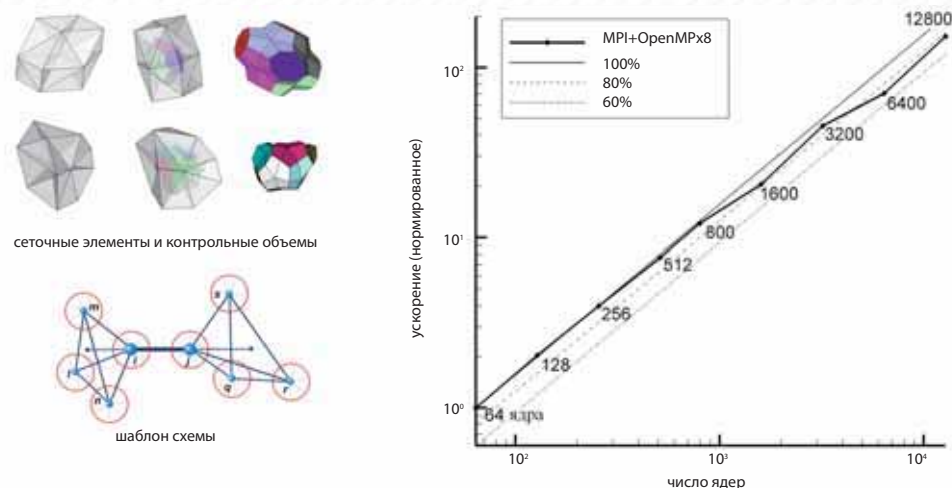 сеточные элементы и контрольные объемы
m
s
i
j
l
n
q
r
шаблон схемы
MPI+OpenMPx8
100%
80%
60%
ускорение (нормированное)
10²
10¹
10⁰
12800
6400
3200
1600
800
512
256
128
64 ядра
10²
10³
10⁴
число ядер